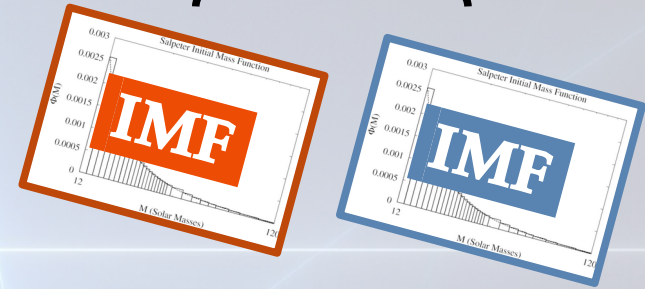 Salpeter Initial Mass Function
0.003
0.0025
0.002
0.0015
0.001
0.0005
0
Φ(M)
IMF
12
120
M (Solar Masses)
Salpeter Initial Mass Function
0.003
0.0025
0.002
0.0015
0.001
0.0005
0
Φ(M)
IMF
12
120
M (Solar Masses)